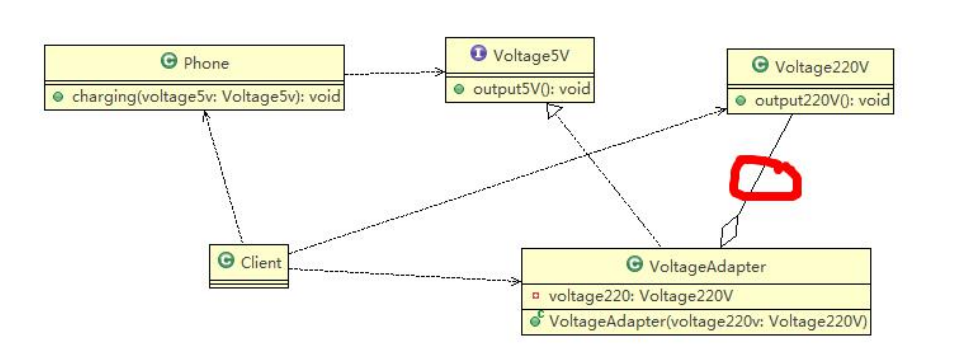 Phone
charging(voltage5v: Voltage5v): void
Voltage5V
output5V(): void
Voltage220V
output220V(): void
Client
VoltageAdapter
voltage220: Voltage220V
VoltageAdapter(voltage220v: Voltage220V)